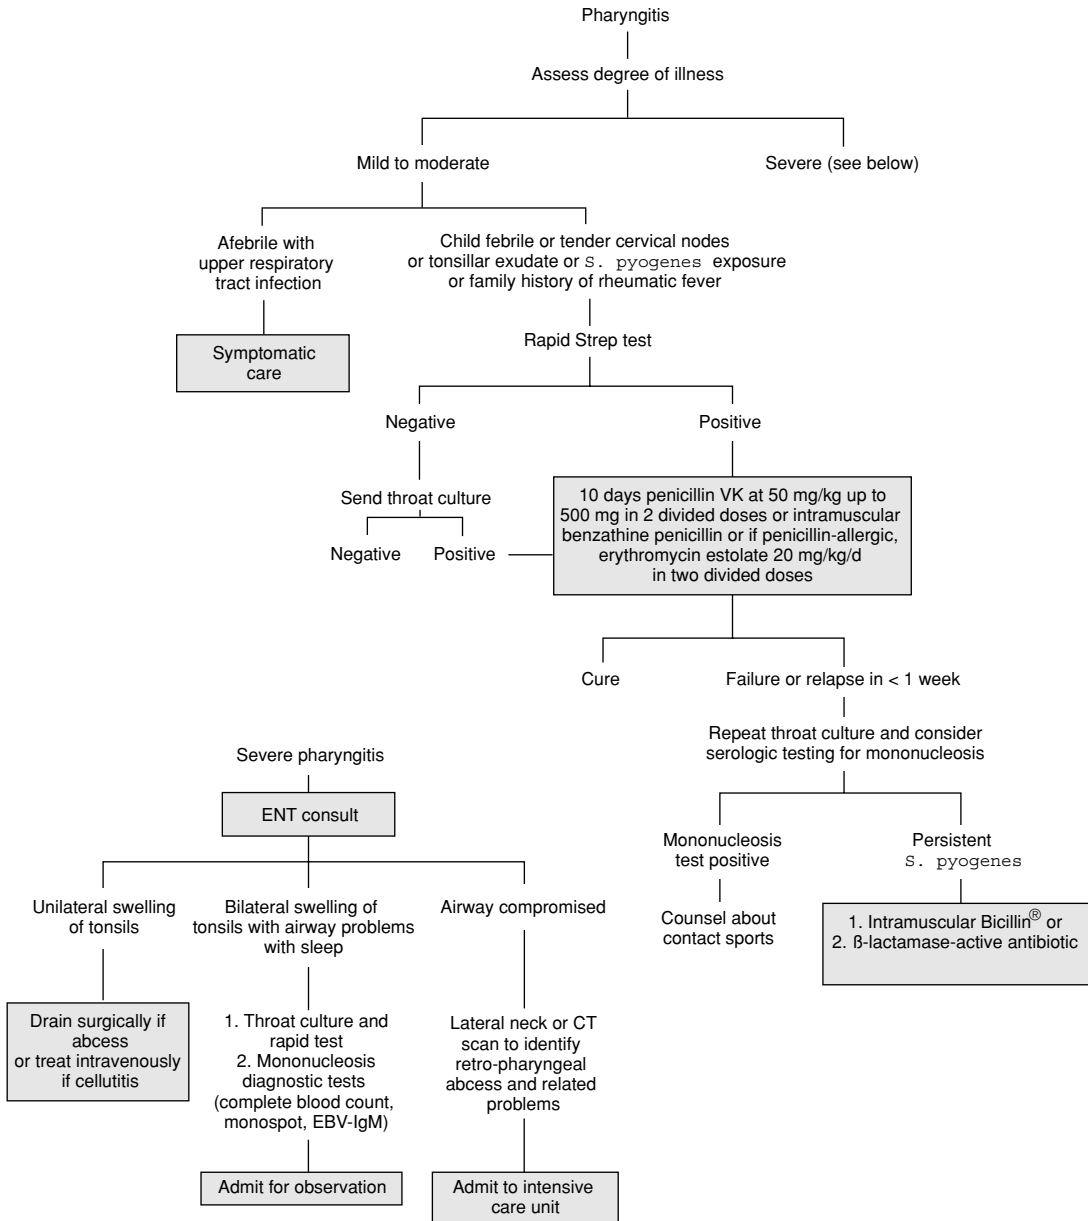 Pharyngitis
Assess degree of illness
Mild to moderate
Severe (see below)
Afebrile with
upper respiratory
tract infection
Child febrile or tender cervical nodes
or tonsillar exudate or S. pyogenes exposure
or family history of rheumatic fever
Symptomatic
care
Rapid Strep test
Negative
Positive
Send throat culture
Negative
Positive
10 days penicillin VK at 50 mg/kg up to
500 mg in 2 divided doses or intramuscular
benzathine penicillin or if penicillin-allergic,
erythromycin estolate 20 mg/kg/d
in two divided doses
Cure
Failure or relapse in < 1 week
Repeat throat culture and consider
serologic testing for mononucleosis
Mononucleosis
test positive
Persistent
S. pyogenes
Counsel about
contact sports
1. Intramuscular Bicillin® or
2. ß-lactamase-active antibiotic
Severe pharyngitis
ENT consult
Unilateral swelling
of tonsils
Bilateral swelling of
tonsils with airway problems
with sleep
Airway compromised
Drain surgically if
abcess
or treat intravenously
if cellutitis
1. Throat culture and
rapid test
2. Mononucleosis
diagnostic tests
(complete blood count,
monospot, EBV-IgM)
Lateral neck or CT
scan to identify
retro-pharyngeal
abcess and related
problems
Admit for observation
Admit to intensive
care unit